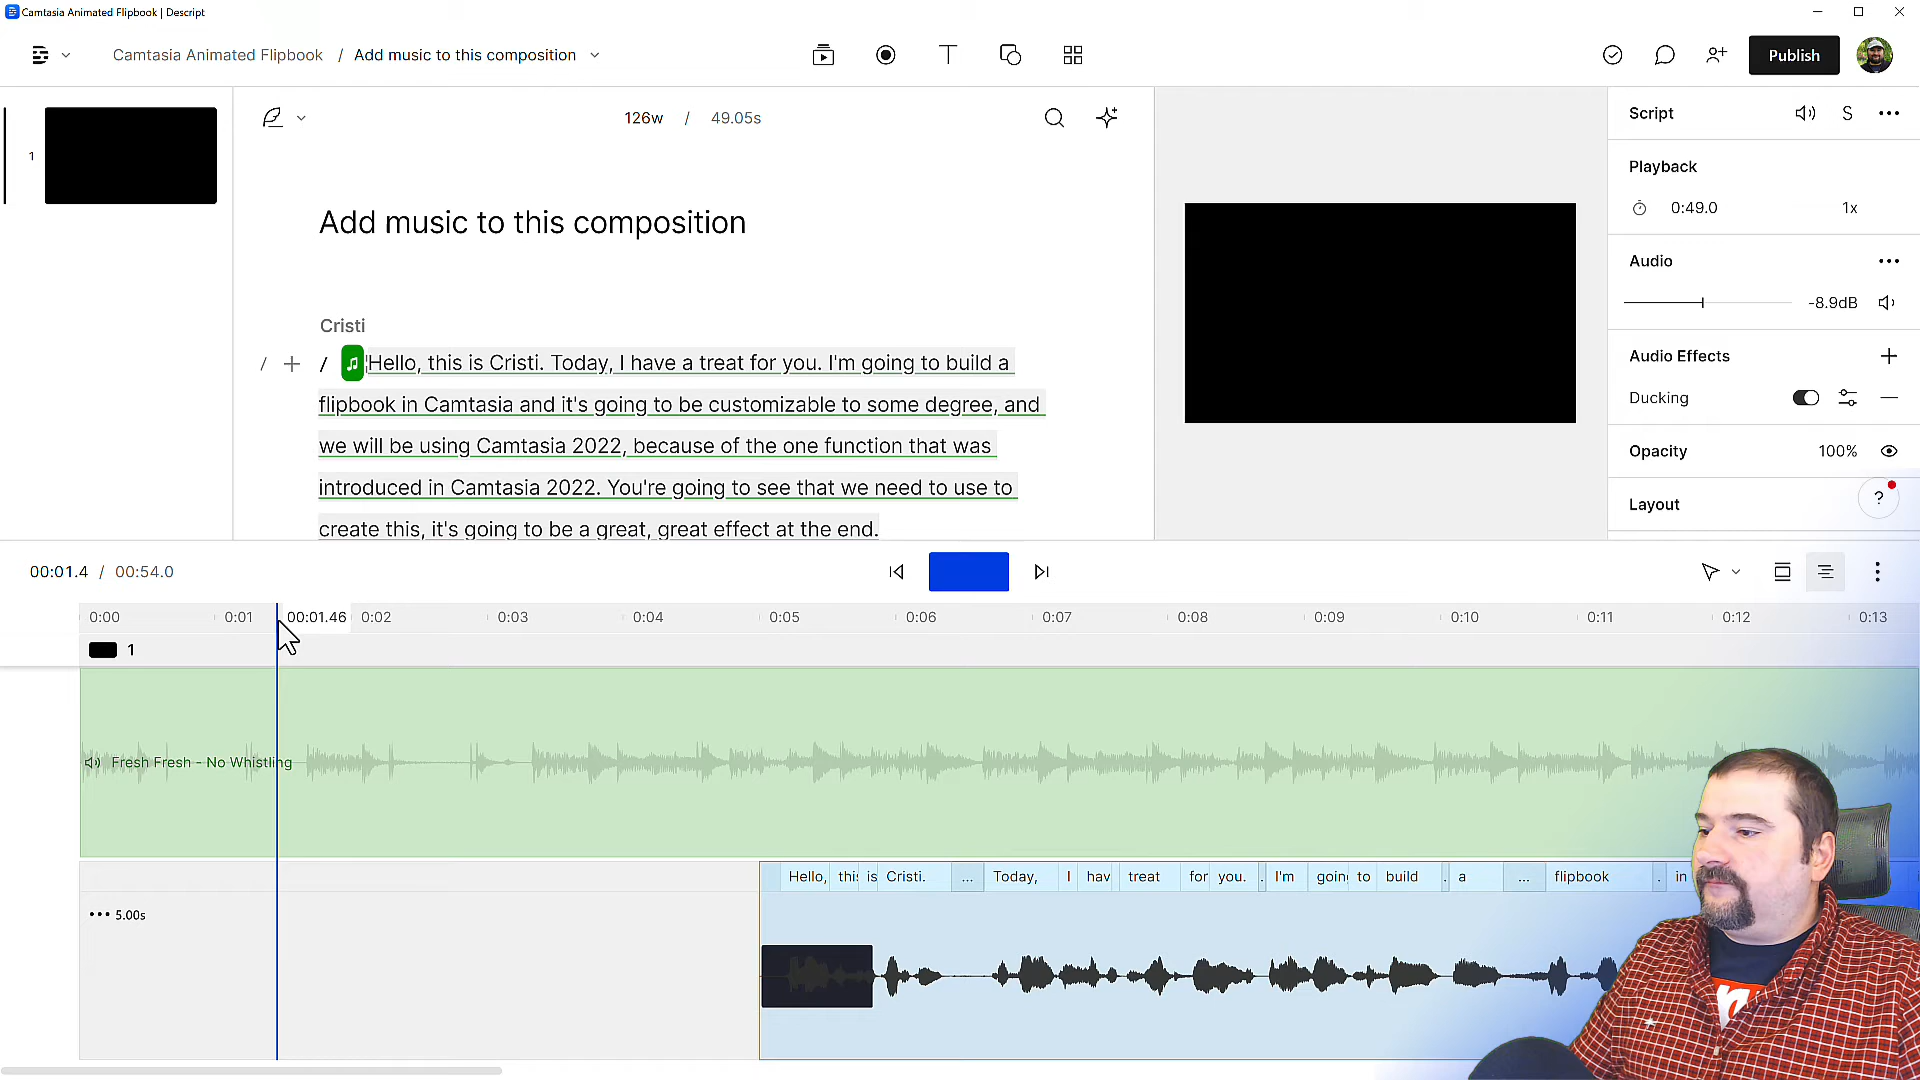 Camtasia Animated Flipbook | Descript
Camtasia Animated Flipbook / Add music to this composition
Publish
126w / 49.05s
Script
S
Playback
0:49.0
1x
Audio
-8.9dB
Audio Effects
Ducking
Opacity
100%
Layout
?
1
Add music to this composition
Cristi
/ + / Hello, this is Cristi. Today, I have a treat for you. I'm going to build a
flipbook in Camtasia and it's going to be customizable to some degree, and
we will be using Camtasia 2022, because of the one function that was
introduced in Camtasia 2022. You're going to see that we need to use to
create this, it's going to be a great, great effect at the end.
00:01.4 / 00:54.0
0:00 0:01 00:01.46 0:02 0:03 0:04 0:05 0:06 0:07 0:08 0:09 0:10 0:11 0:12 0:13
1
Fresh Fresh - No Whistling
Hello, this is Cristi. ... Today, I hav treat for you. . I'm going to build . a ... flipbook . in
5.00s